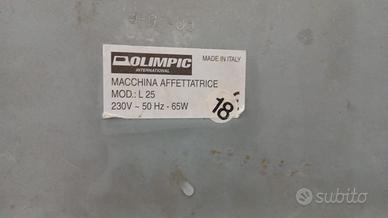 OLIMPIC
INTERNATIONAL
MADE IN ITALY
MACCHINA AFFETTATRICE
MOD.: L 25
230V ~ 50 Hz - 65W
18
subito